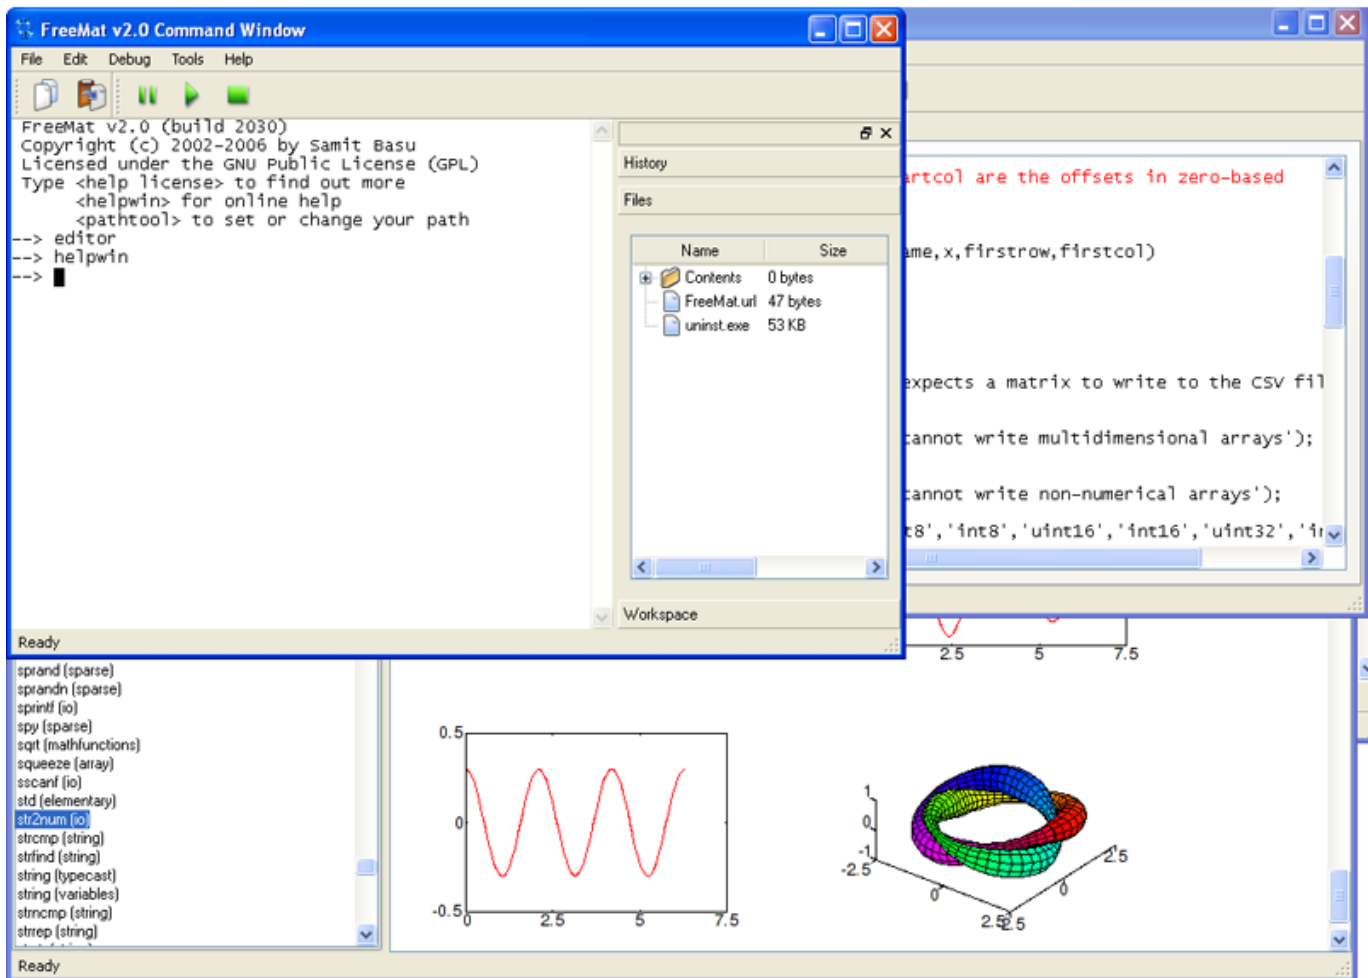 FreeMat v2.0 Command Window
File Edit Debug Tools Help
FreeMat v2.0 (build 2030)
Copyright (c) 2002-2006 by Samit Basu
Licensed under the GNU Public License (GPL)
Type <help license> to find out more
<helpwin> for online help
<pathtool> to set or change your path
--> editor
--> helpwin
-->
History
Files
Name Size
Contents 0 bytes
FreeMat.url 47 bytes
uninst.exe 53 KB
Workspace
Ready
artcol are the offsets in zero-based
ame,x,firstrow,firstcol)
expects a matrix to write to the CSV fil
cannot write multidimensional arrays');
cannot write non-numerical arrays');
t8','int8','uint16','int16','uint32','in
sprand (sparse)
sprandn (sparse)
sprintf (io)
spy (sparse)
sqrt (mathfunctions)
squeeze (array)
sscanf (io)
std (elementary)
str2num (io)
strcmp (string)
strfind (string)
string (typecast)
string (variables)
strncmp (string)
strrep (string)
Ready
2.5 5 7.5
0.5
0
-0.5
0 2.5 5 7.5
1
0
-1
-2.5
0
2.5
2.5
0
2.5